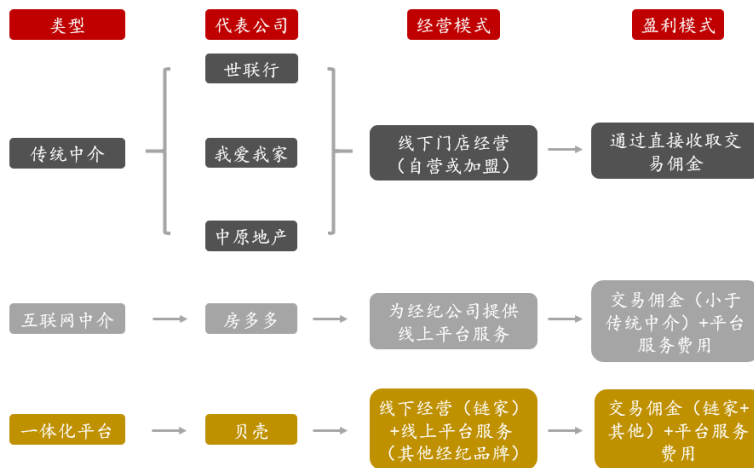 类型
代表公司
经营模式
盈利模式
世联行
传统中介
我爱我家
线下门店经营
（自营或加盟）
通过直接收取交
易佣金
中原地产
互联网中介
房多多
为经纪公司提供
线上平台服务
交易佣金（小于
传统中介）+平台
服务费用
一体化平台
贝壳
线下经营（链家）
+线上平台服务
（其他经纪品牌）
交易佣金（链家+
其他）+平台服务
费用